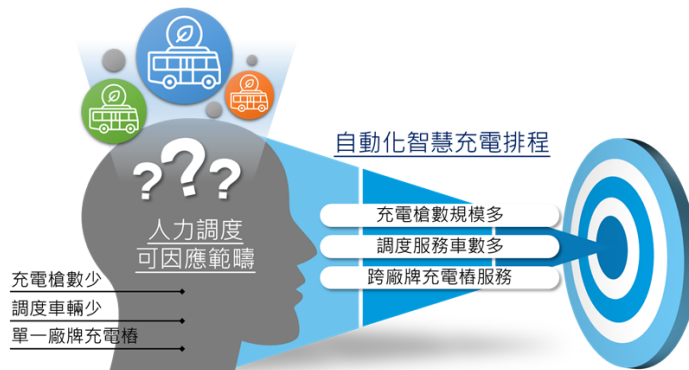 ???
人力調度
可因應範疇
充電槍數少
調度車輛少
單一廠牌充電樁
自動化智慧充電排程
充電槍數規模多
調度服務車數多
跨廠牌充電樁服務